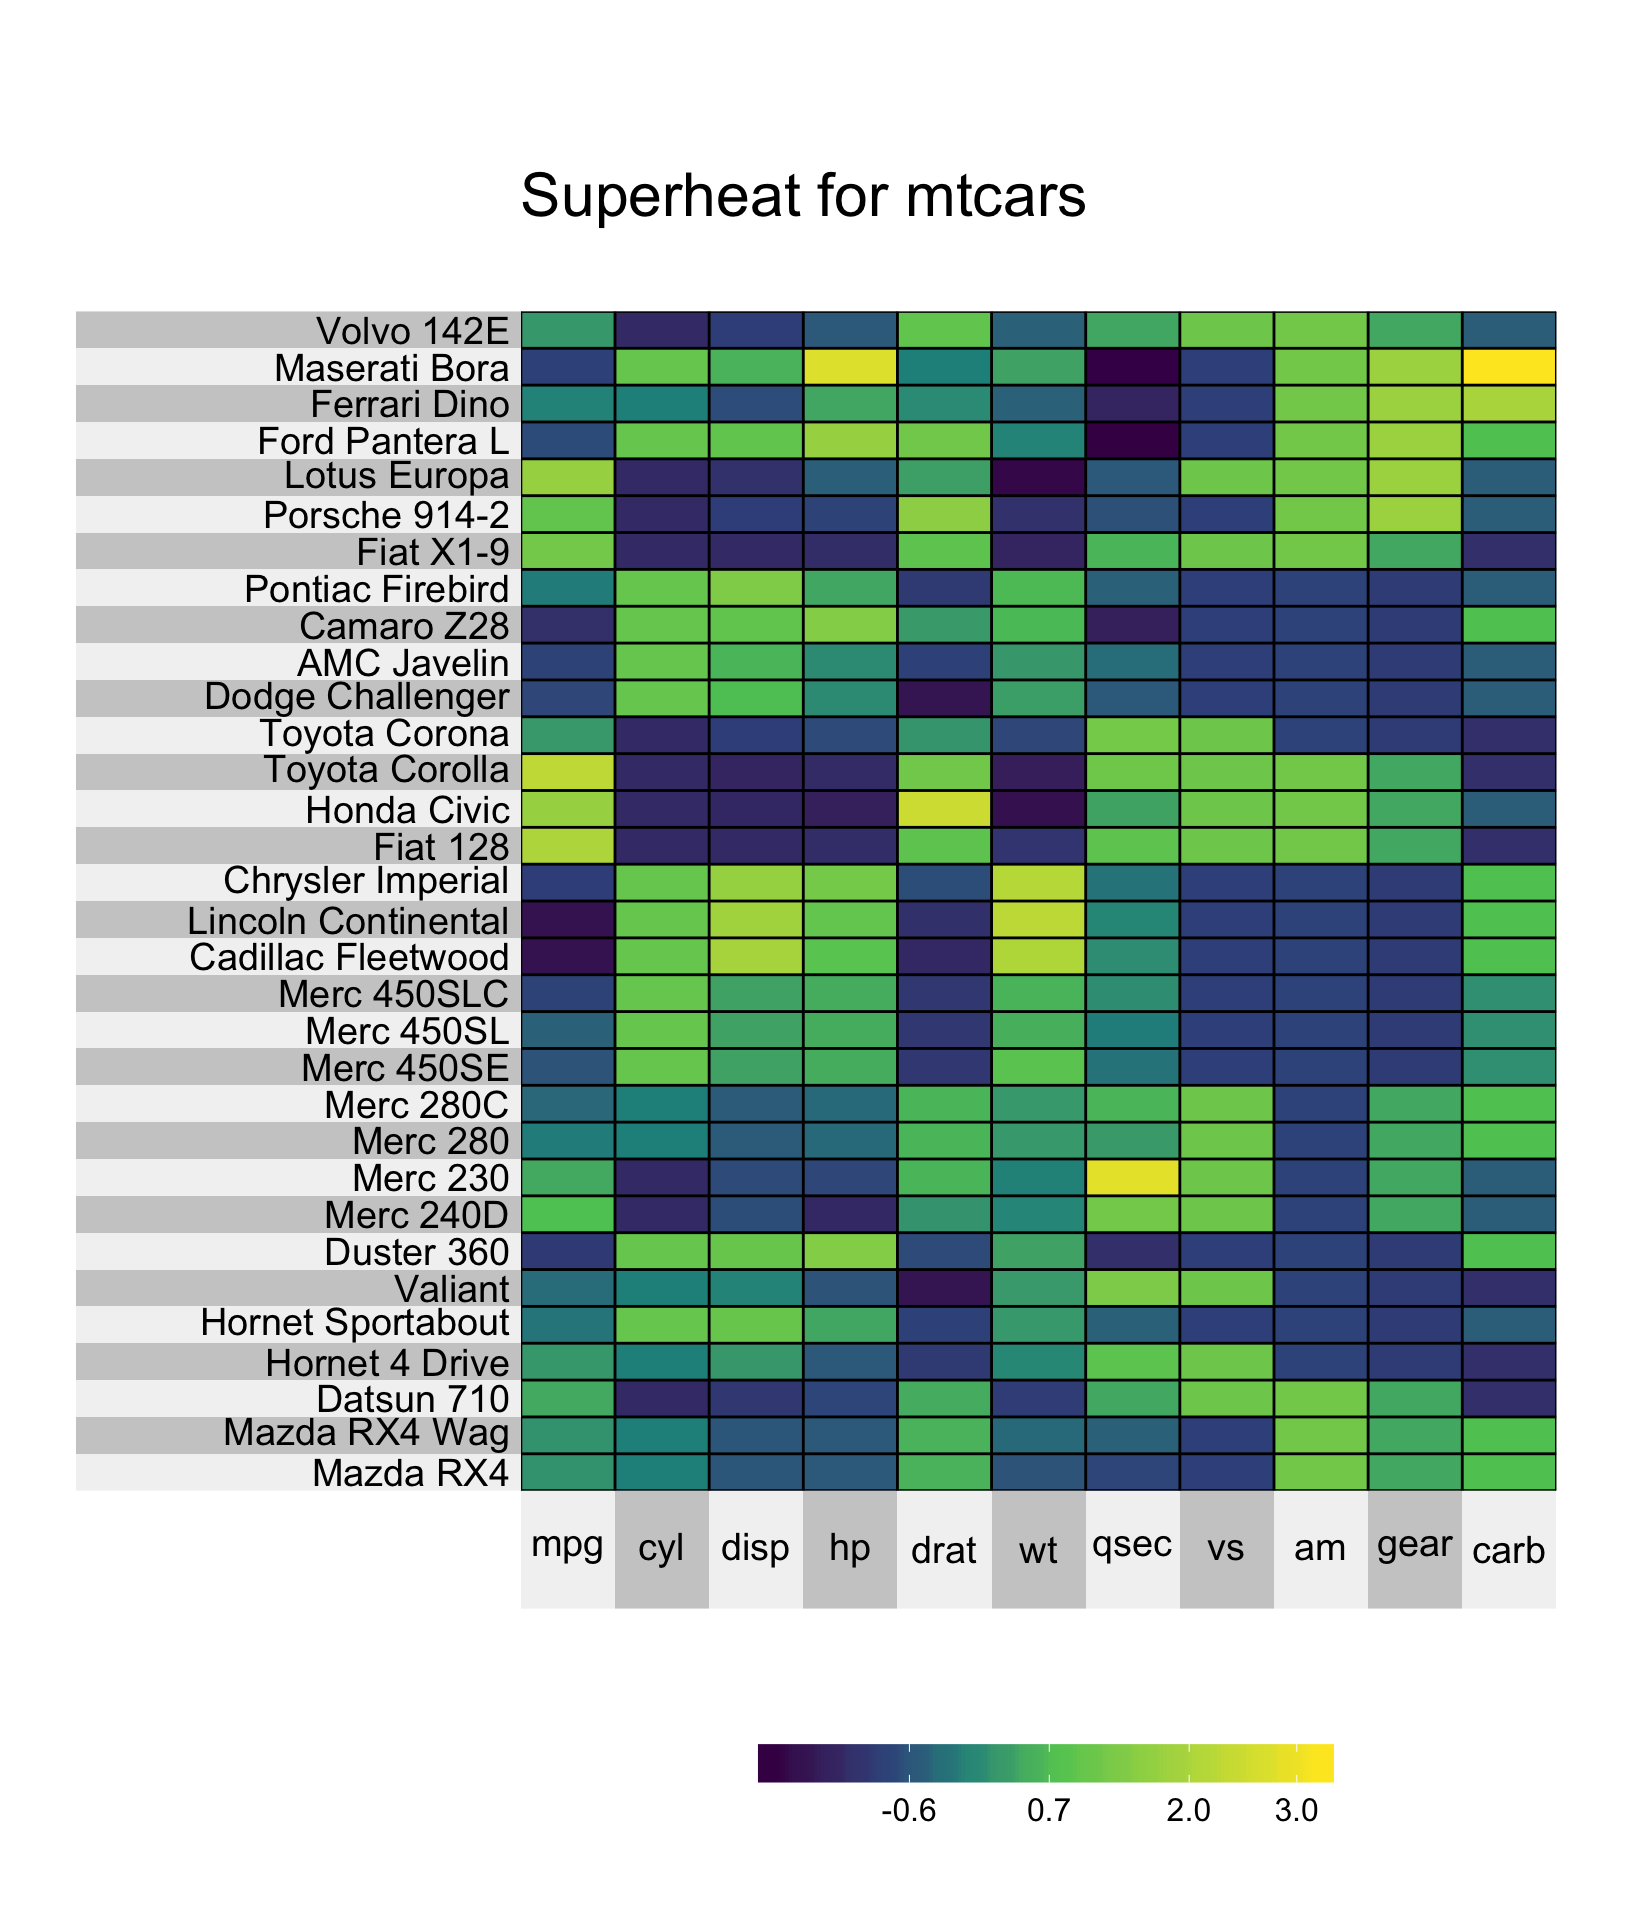 Superheat for mtcars
Volvo 142E
Maserati Bora
Ferrari Dino
Ford Pantera L
Lotus Europa
Porsche 914-2
Fiat X1-9
Pontiac Firebird
Camaro Z28
AMC Javelin
Dodge Challenger
Toyota Corona
Toyota Corolla
Honda Civic
Fiat 128
Chrysler Imperial
Lincoln Continental
Cadillac Fleetwood
Merc 450SLC
Merc 450SL
Merc 450SE
Merc 280C
Merc 280
Merc 230
Merc 240D
Duster 360
Valiant
Hornet Sportabout
Hornet 4 Drive
Datsun 710
Mazda RX4 Wag
Mazda RX4
mpg cyl disp hp drat wt qsec vs am gear carb
-0.6 0.7 2.0 3.0